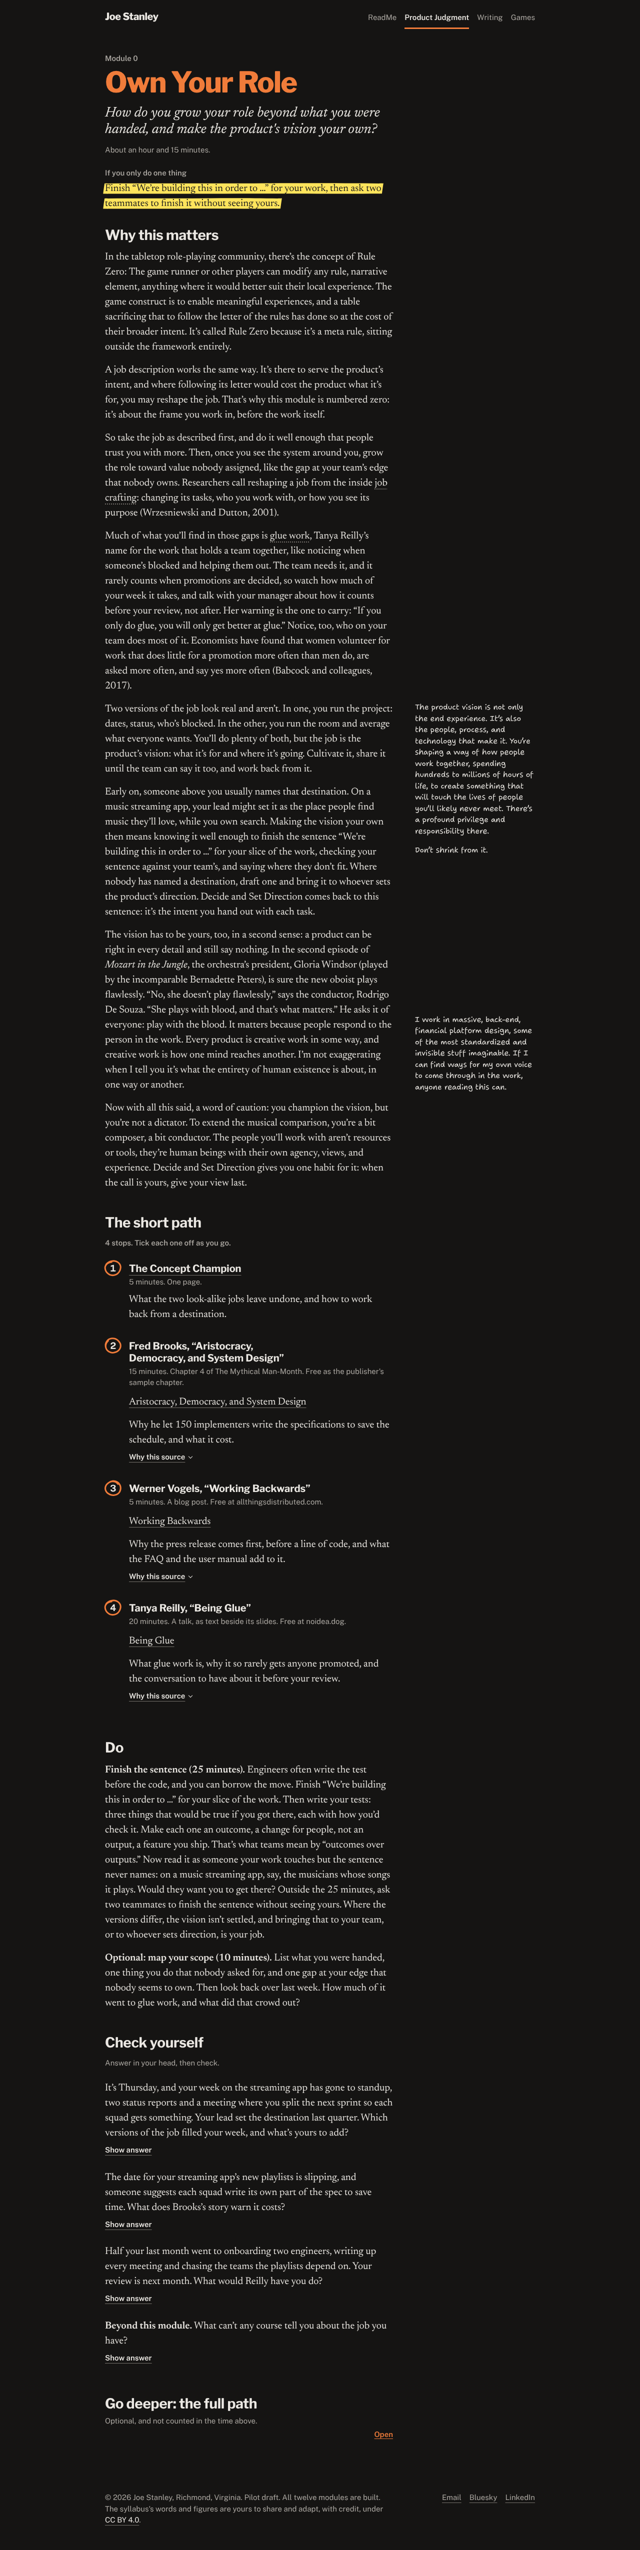 Joe Stanley
ReadMe Product Judgment Writing Games
Module 0
Own Your Role
How do you grow your role beyond what you were
handed, and make the product's vision your own?
About an hour and 15 minutes.
If you only do one thing
Finish “We’re building this in order to …” for your work, then ask two
teammates to finish it without seeing yours.
Why this matters
In the tabletop role-playing community, there’s the concept of Rule
Zero: The game runner or other players can modify any rule, narrative
element, anything where it would better suit their local experience. The
game construct is to enable meaningful experiences, and a table
sacrificing that to follow the letter of the rules has done so at the cost of
their broader intent. It’s called Rule Zero because it’s a meta rule, sitting
outside the framework entirely.
A job description works the same way. It’s there to serve the product’s
intent, and where following its letter would cost the product what it’s
for, you may reshape the job. That’s why this module is numbered zero:
it’s about the frame you work in, before the work itself.
So take the job as described first, and do it well enough that people
trust you with more. Then, once you see the system around you, grow
the role toward value nobody assigned, like the gap at your team’s edge
that nobody owns. Researchers call reshaping a job from the inside job
crafting: changing its tasks, who you work with, or how you see its
purpose (Wrzesniewski and Dutton, 2001).
Much of what you’ll find in those gaps is glue work, Tanya Reilly’s
name for the work that holds a team together, like noticing when
someone’s blocked and helping them out. The team needs it, and it
rarely counts when promotions are decided, so watch how much of
your week it takes, and talk with your manager about how it counts
before your review, not after. Her warning is the one to carry: “If you
only do glue, you will only get better at glue.” Notice, too, who on your
team does most of it. Economists have found that women volunteer for
work that does little for a promotion more often than men do, are
asked more often, and say yes more often (Babcock and colleagues,
2017).
Two versions of the job look real and aren’t. In one, you run the project:
dates, status, who’s blocked. In the other, you run the room and average
what everyone wants. You’ll do plenty of both, but the job is the
product’s vision: what it’s for and where it’s going. Cultivate it, share it
until the team can say it too, and work back from it.
The product vision is not only
the end experience. It’s also
the people, process, and
technology that make it. You’re
shaping a way of how people
work together, spending
hundreds to millions of hours of
life, to create something that
will touch the lives of people
you’ll likely never meet. There’s
a profound privilege and
responsibility there.
Don’t shrink from it.
Early on, someone above you usually names that destination. On a
music streaming app, your lead might set it as the place people find
music they’ll love, while you own search. Making the vision your own
then means knowing it well enough to finish the sentence “We’re
building this in order to …” for your slice of the work, checking your
sentence against your team’s, and saying where they don’t fit. Where
nobody has named a destination, draft one and bring it to whoever sets
the product’s direction. Decide and Set Direction comes back to this
sentence: it’s the intent you hand out with each task.
The vision has to be yours, too, in a second sense: a product can be
right in every detail and still say nothing. In the second episode of
Mozart in the Jungle, the orchestra’s president, Gloria Windsor (played
by the incomparable Bernadette Peters), is sure the new oboist plays
flawlessly. “No, she doesn’t play flawlessly,” says the conductor, Rodrigo
De Souza. “She plays with blood, and that’s what matters.” He asks it of
everyone: play with the blood. It matters because people respond to the
person in the work. Every product is creative work in some way, and
creative work is how one mind reaches another. I’m not exaggerating
when I tell you it’s what the entirety of human existence is about, in
one way or another.
I work in massive, back-end,
financial platform design, some
of the most standardized and
invisible stuff imaginable. If I
can find ways for my own voice
to come through in the work,
anyone reading this can.
Now with all this said, a word of caution: you champion the vision, but
you’re not a dictator. To extend the musical comparison, you’re a bit
composer, a bit conductor. The people you’ll work with aren’t resources
or tools, they’re human beings with their own agency, views, and
experience. Decide and Set Direction gives you one habit for it: when
the call is yours, give your view last.
The short path
4 stops. Tick each one off as you go.
1
The Concept Champion
5 minutes. One page.
What the two look-alike jobs leave undone, and how to work
back from a destination.
2
Fred Brooks, “Aristocracy,
Democracy, and System Design”
15 minutes. Chapter 4 of The Mythical Man-Month. Free as the publisher’s
sample chapter.
Aristocracy, Democracy, and System Design
Why he let 150 implementers write the specifications to save the
schedule, and what it cost.
Why this source
3
Werner Vogels, “Working Backwards”
5 minutes. A blog post. Free at allthingsdistributed.com.
Working Backwards
Why the press release comes first, before a line of code, and what
the FAQ and the user manual add to it.
Why this source
4
Tanya Reilly, “Being Glue”
20 minutes. A talk, as text beside its slides. Free at noidea.dog.
Being Glue
What glue work is, why it so rarely gets anyone promoted, and
the conversation to have about it before your review.
Why this source
Do
Finish the sentence (25 minutes). Engineers often write the test
before the code, and you can borrow the move. Finish “We’re building
this in order to …” for your slice of the work. Then write your tests:
three things that would be true if you got there, each with how you’d
check it. Make each one an outcome, a change for people, not an
output, a feature you ship. That’s what teams mean by “outcomes over
outputs.” Now read it as someone your work touches but the sentence
never names: on a music streaming app, say, the musicians whose songs
it plays. Would they want you to get there? Outside the 25 minutes, ask
two teammates to finish the sentence without seeing yours. Where the
versions differ, the vision isn’t settled, and bringing that to your team,
or to whoever sets direction, is your job.
Optional: map your scope (10 minutes). List what you were handed,
one thing you do that nobody asked for, and one gap at your edge that
nobody seems to own. Then look back over last week. How much of it
went to glue work, and what did that crowd out?
Check yourself
Answer in your head, then check.
It’s Thursday, and your week on the streaming app has gone to standup,
two status reports and a meeting where you split the next sprint so each
squad gets something. Your lead set the destination last quarter. Which
versions of the job filled your week, and what’s yours to add?
Show answer
The date for your streaming app’s new playlists is slipping, and
someone suggests each squad write its own part of the spec to save
time. What does Brooks’s story warn it costs?
Show answer
Half your last month went to onboarding two engineers, writing up
every meeting and chasing the teams the playlists depend on. Your
review is next month. What would Reilly have you do?
Show answer
Beyond this module. What can’t any course tell you about the job you
have?
Show answer
Go deeper: the full path
Optional, and not counted in the time above.
Open
© 2026 Joe Stanley, Richmond, Virginia. Pilot draft. All twelve modules are built.
The syllabus’s words and figures are yours to share and adapt, with credit, under
CC BY 4.0.
Email Bluesky LinkedIn